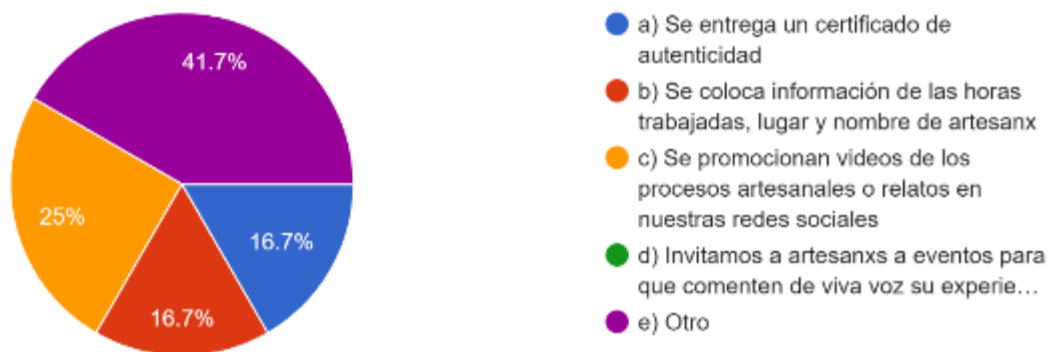 41.7%
25%
16.7%
16.7%
a) Se entrega un certificado de
autenticidad
b) Se coloca información de las horas
trabajadas, lugar y nombre de artesanx
c) Se promocionan videos de los
procesos artesanales o relatos en
nuestras redes sociales
d) Invitamos a artesanxs a eventos para
que comenten de viva voz su experie…
e) Otro